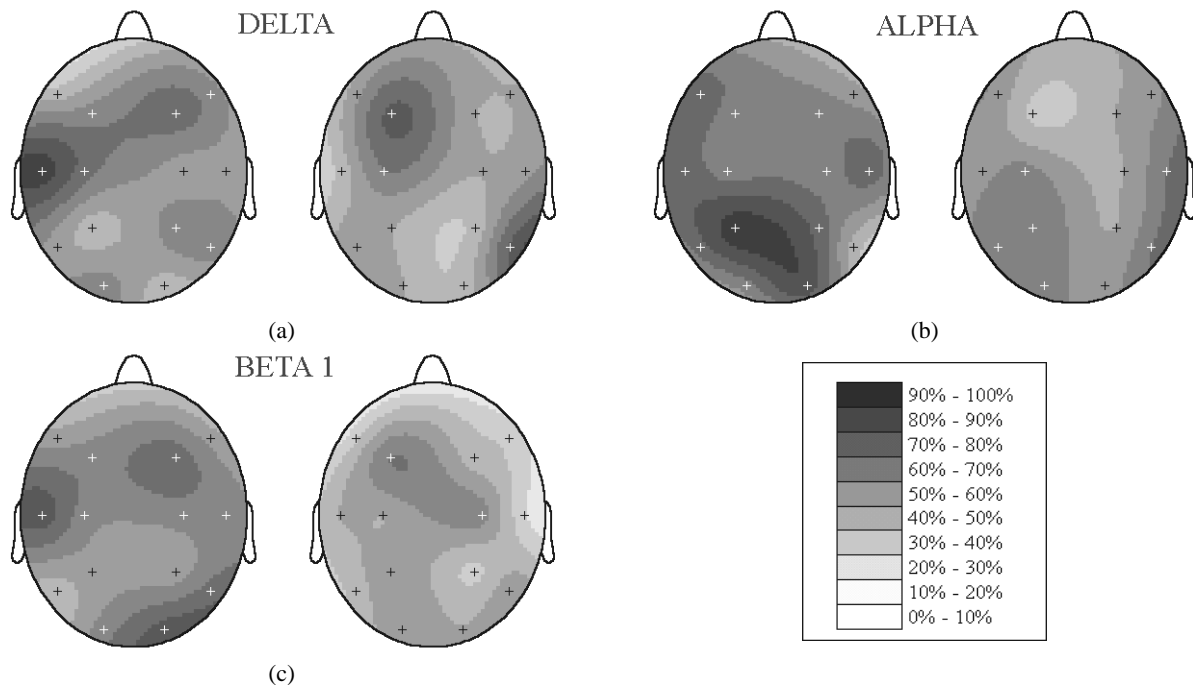 DELTA
ALPHA
(a)
(b)
BETA 1
90% - 100%
80% - 90%
70% - 80%
60% - 70%
50% - 60%
40% - 50%
30% - 40%
20% - 30%
10% - 20%
0% - 10%
(c)